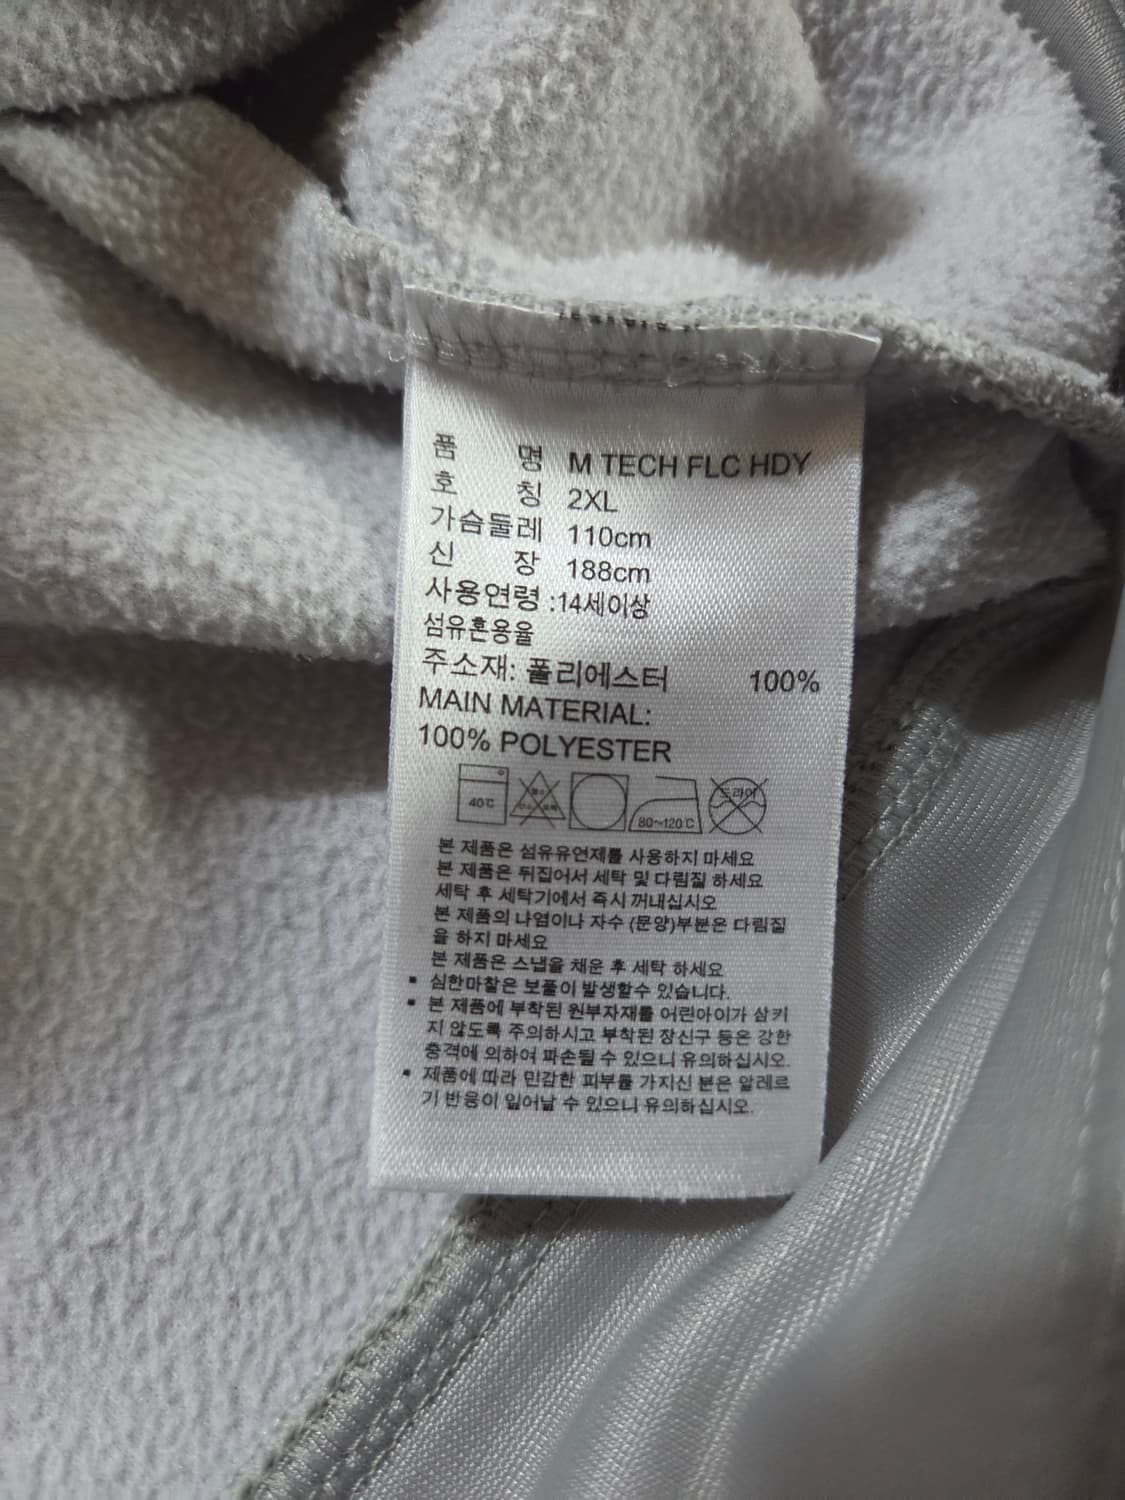 품 명 M TECH FLC HDY
호 칭 2XL
가슴둘레 110cm
신 장 188cm
사용연령 :14세이상
섬유혼용율
주소재: 폴리에스터 100%
MAIN MATERIAL:
100% POLYESTER
40℃ 80~120℃ 드라이
본 제품은 섬유유연제를 사용하지 마세요
본 제품은 뒤집어서 세탁 및 다림질 하세요
세탁 후 세탁기에서 즉시 꺼내십시오
본 제품의 나염이나 자수 (문양)부분은 다림질
을 하지 마세요
본 제품은 스냅을 채운 후 세탁 하세요
▪ 심한마찰은 보풀이 발생할수 있습니다.
▪ 본 제품에 부착된 원부자재를 어린아이가 삼키
지 않도록 주의하시고 부착된 장신구 등은 강한
충격에 의하여 파손될 수 있으니 유의하십시오.
▪ 제품에 따라 민감한 피부를 가지신 분은 알레르
기 반응이 일어날 수 있으니 유의하십시오.